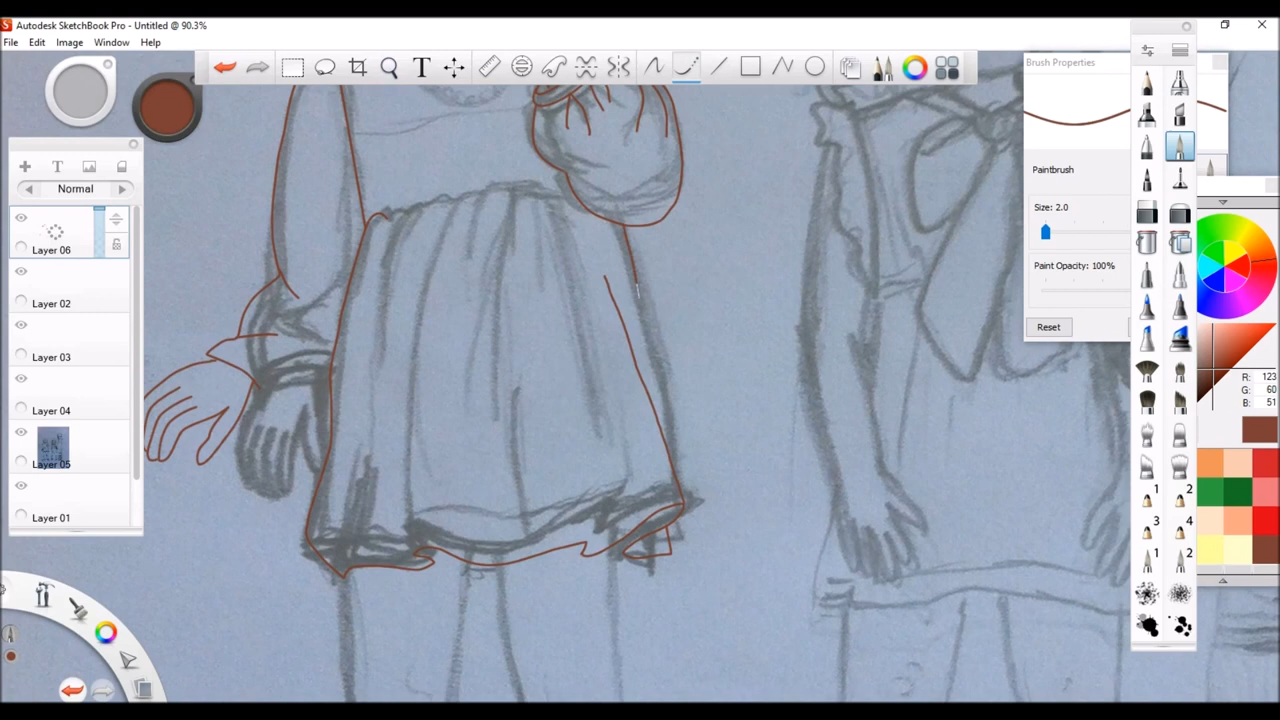 Autodesk SketchBook Pro - Untitled @ 90.3%
File Edit Image Window Help
T
Brush Properties
T
Normal
Paintbrush
Layer 06
Size: 2.0
Layer 02
Paint Opacity: 100%
Reset
Layer 03
R: 123
G: 60
B: 51
Layer 04
Layer 05
1 2
Layer 01
3 4
1 2